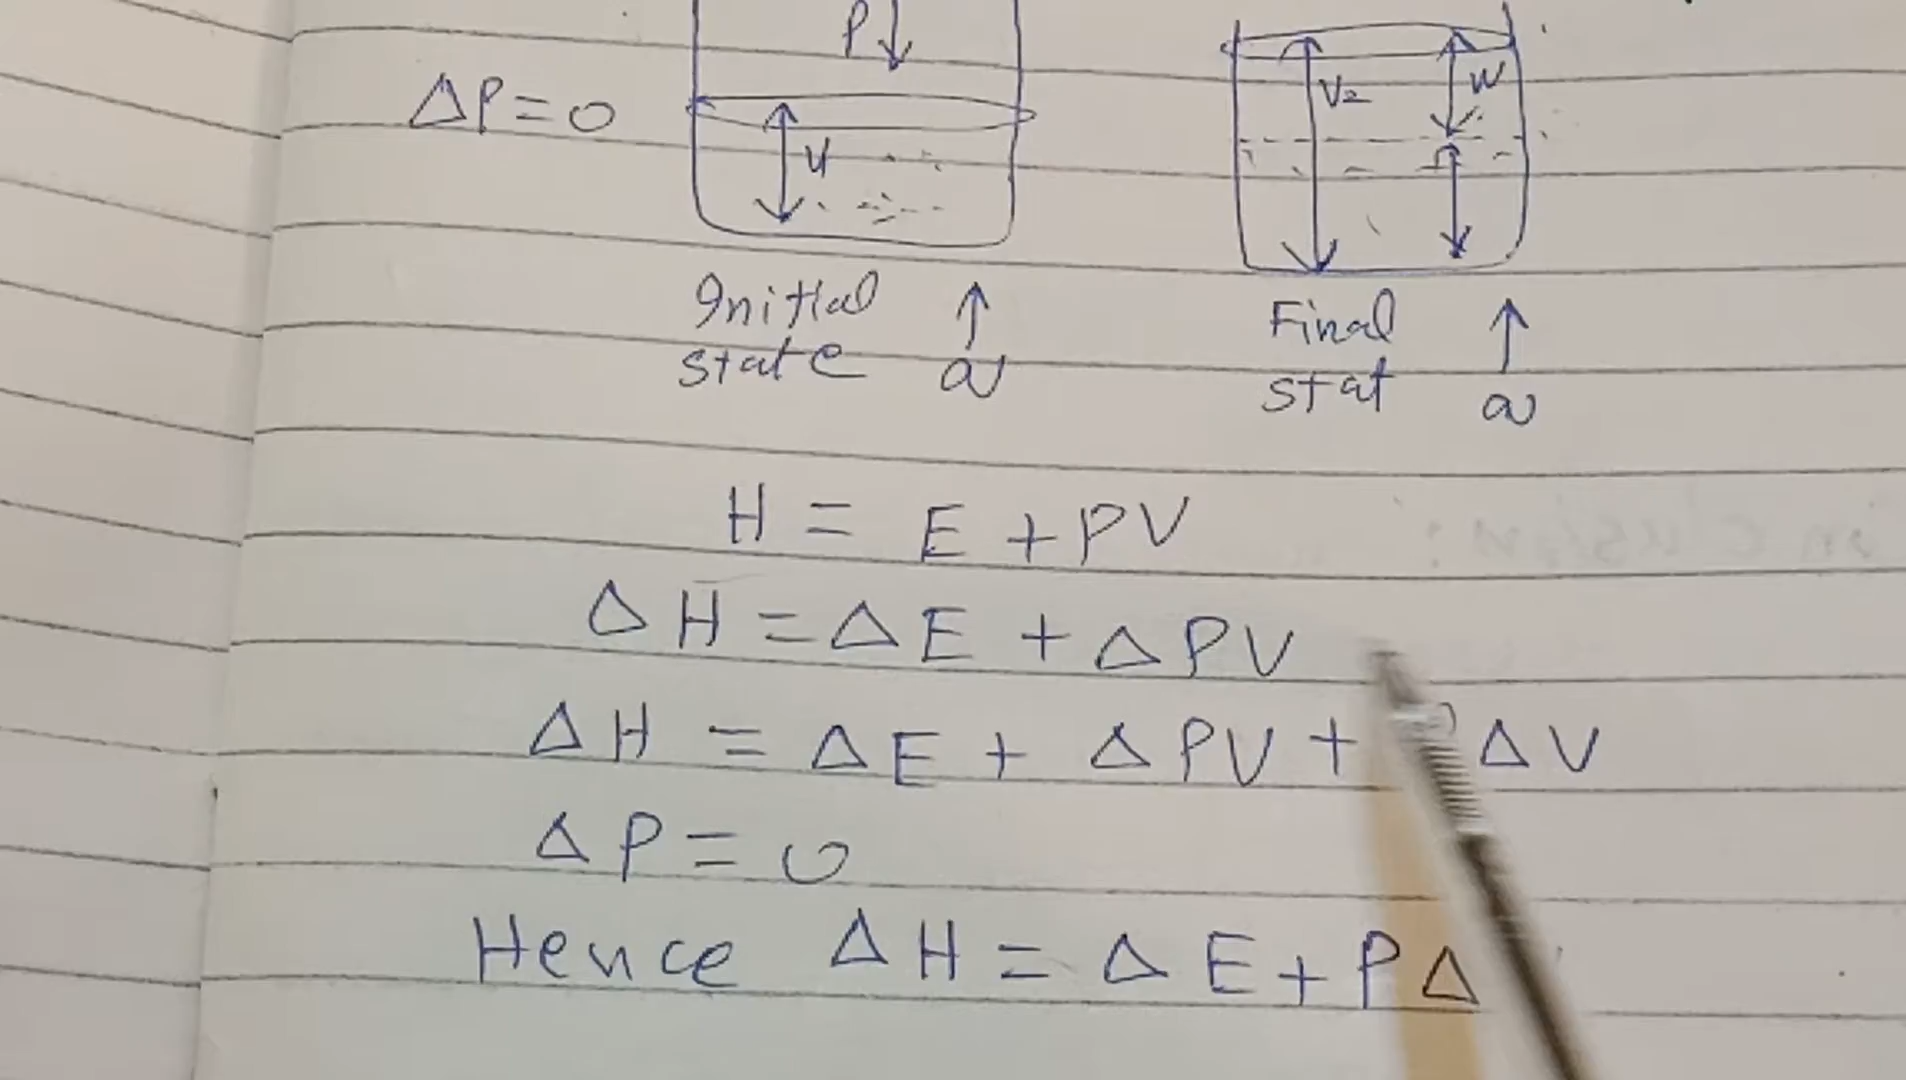 P
ΔP=0
V₂ W
Initial Final
state stat
H = E + PV
ΔH = ΔE + ΔPV
ΔH = ΔE + ΔPV + ΔV
ΔP = 0
Hence ΔH = ΔE + PΔ